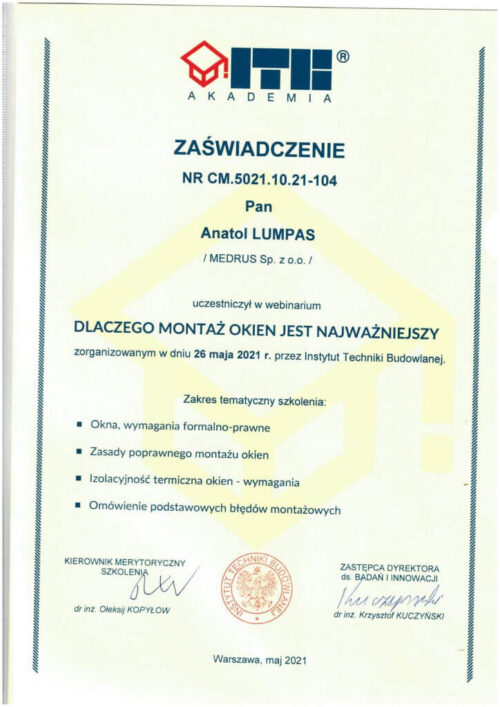 ITB®
AKADEMIA
ZAŚWIADCZENIE
NR CM.5021.10.21-104
Pan
Anatol LUMPAS
/ MEDRUS Sp. z o.o. /
uczestniczył w webinarium
DLACZEGO MONTAŻ OKIEN JEST NAJWAŻNIEJSZY
zorganizowanym w dniu 26 maja 2021 r. przez Instytut Techniki Budowlanej.
Zakres tematyczny szkolenia:
▪ Okna, wymagania formalno-prawne
▪ Zasady poprawnego montażu okien
▪ Izolacyjność termiczna okien - wymagania
▪ Omówienie podstawowych błędów montażowych
KIEROWNIK MERYTORYCZNY
SZKOLENIA
dr inż. Ołeksij KOPYŁOW
INSTYTUT TECHNIKI BUDOWLANEJ
ZASTĘPCA DYREKTORA
ds. BADAŃ I INNOWACJI
dr inż. Krzysztof KUCZYŃSKI
Warszawa, maj 2021